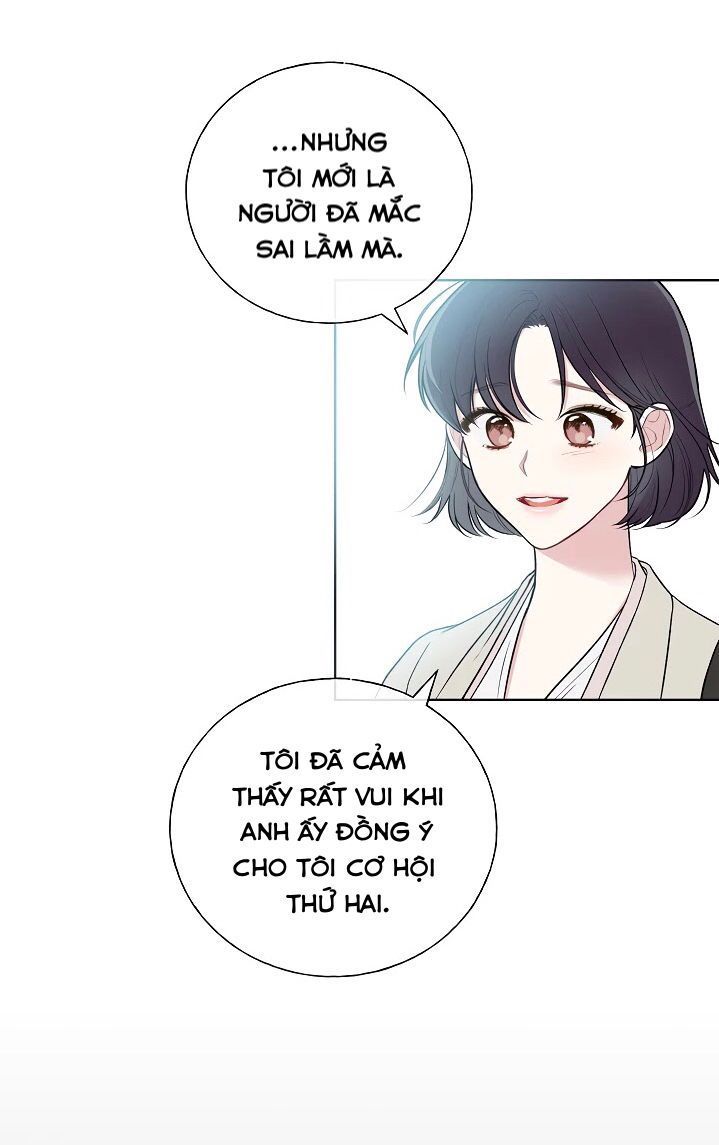 ...NHƯNG
TÔI MỚI LÀ
NGƯỜI ĐÃ MẮC
SAI LẦM MÀ.
TÔI ĐÃ CẢM
THẤY RẤT VUI KHI
ANH ẤY ĐỒNG Ý
CHO TÔI CƠ HỘI
THỨ HAI.